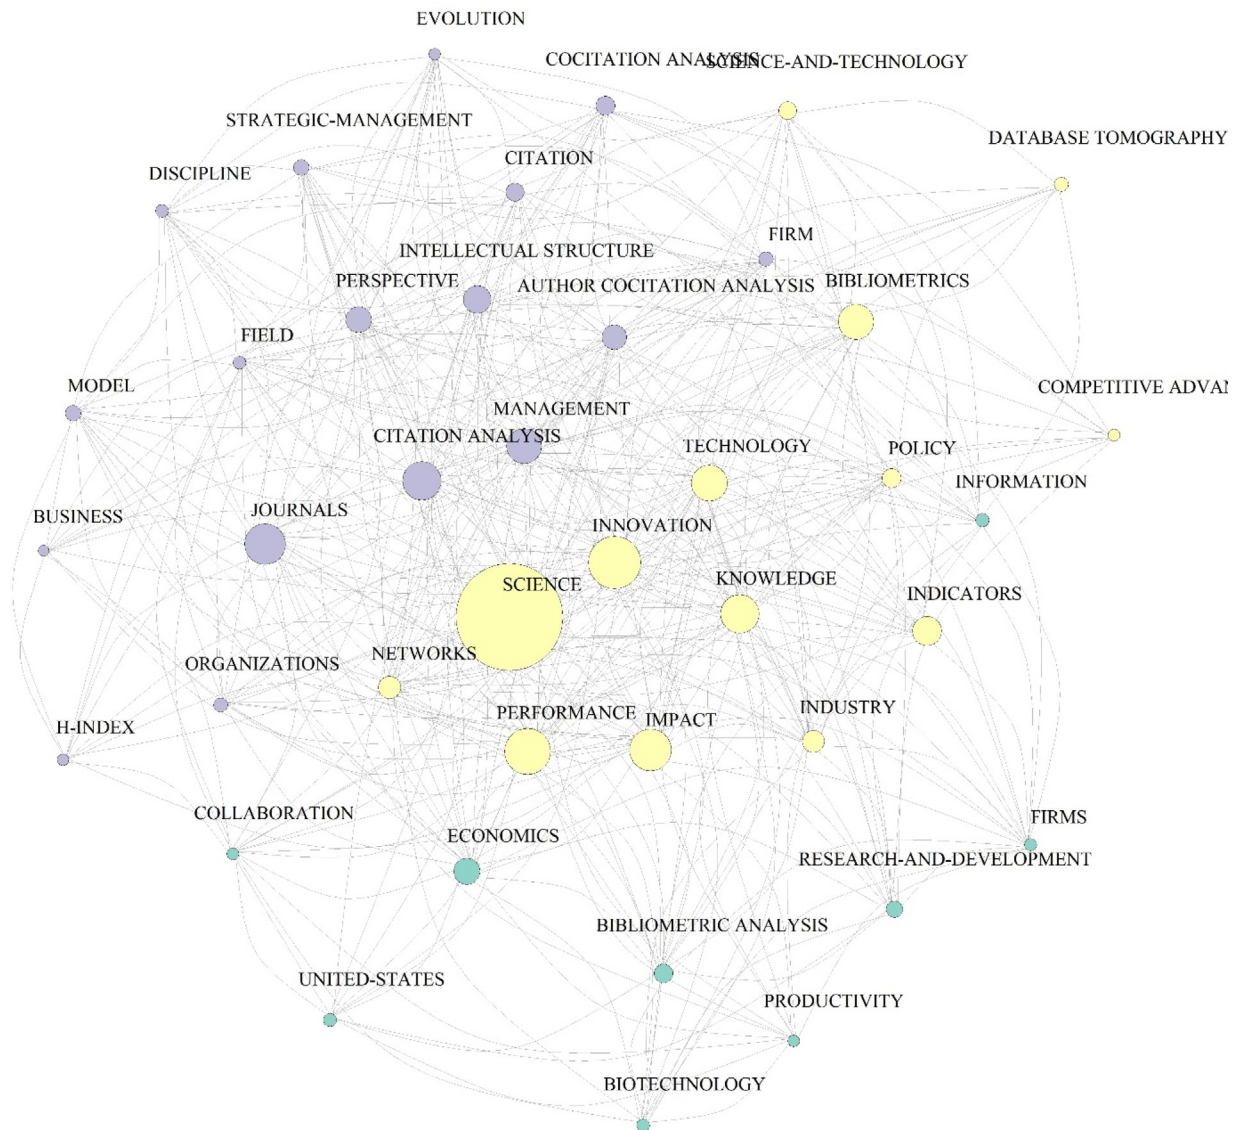 EVOLUTION
COCITATION ANALYSIS
SCIENCE-AND-TECHNOLOGY
STRATEGIC-MANAGEMENT
DATABASE TOMOGRAPHY
CITATION
DISCIPLINE
FIRM
INTELLECTUAL STRUCTURE
PERSPECTIVE
AUTHOR COCITATION ANALYSIS
BIBLIOMETRICS
FIELD
MODEL
COMPETITIVE ADVAN
MANAGEMENT
CITATION ANALYSIS
TECHNOLOGY
POLICY
INFORMATION
BUSINESS
JOURNALS
INNOVATION
SCIENCE
KNOWLEDGE
INDICATORS
NETWORKS
ORGANIZATIONS
H-INDEX
PERFORMANCE
IMPACT
INDUSTRY
COLLABORATION
ECONOMICS
FIRMS
RESEARCH-AND-DEVELOPMENT
BIBLIOMETRIC ANALYSIS
UNITED-STATES
PRODUCTIVITY
BIOTECHNOLOGY